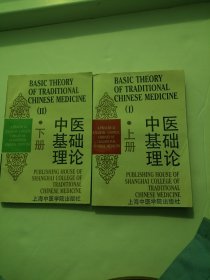 BASIC THEORY
OF TRADITIONAL
CHINESE MEDICINE
(II)
中医
基础
理论
·下册
PUBLISHING HOUSE OF
SHANGHAI COLLEGE OF
TRADITIONAL
CHINESE MEDICINE
上海中医学院出版社
BASIC THEORY
OF TRADITIONAL
CHINESE MEDICINE
(I)
中医
基础
理论
·上册
PUBLISHING HOUSE OF
SHANGHAI COLLEGE OF
TRADITIONAL
CHINESE MEDICINE
上海中医学院出版社